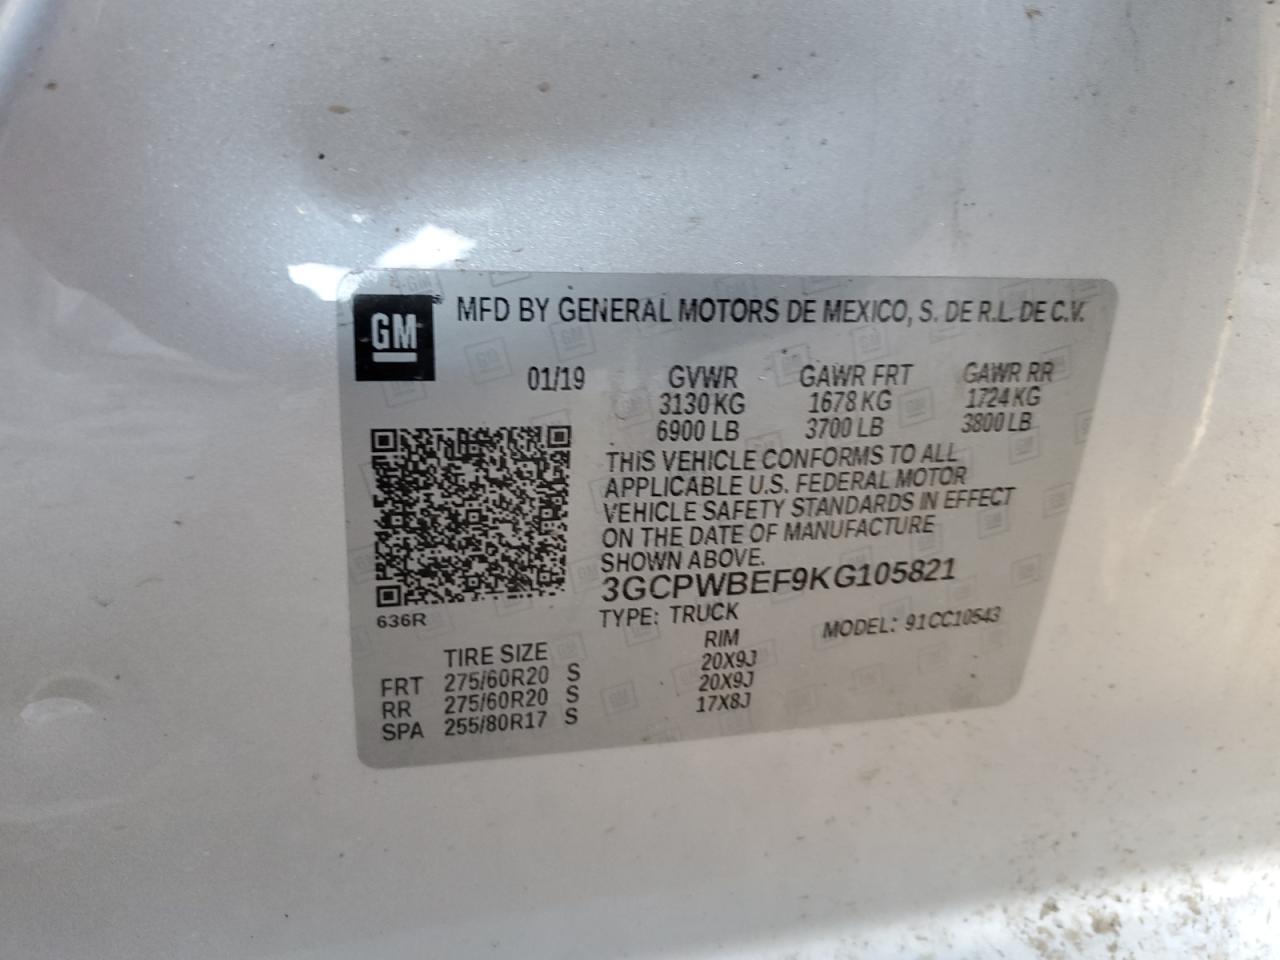 GM
MFD BY GENERAL MOTORS DE MEXICO, S. DE R.L. DE C.V.
01/19 GVWR GAWR FRT GAWR RR
3130 KG 1678 KG 1724 KG
6900 LB 3700 LB 3800 LB
THIS VEHICLE CONFORMS TO ALL
APPLICABLE U.S. FEDERAL MOTOR
VEHICLE SAFETY STANDARDS IN EFFECT
ON THE DATE OF MANUFACTURE
SHOWN ABOVE.
3GCPWBEF9KG105821
636R
TYPE: TRUCK MODEL: 91CC10543
TIRE SIZE RIM
FRT 275/60R20 S 20X9J
RR 275/60R20 S 20X9J
SPA 255/80R17 S 17X8J